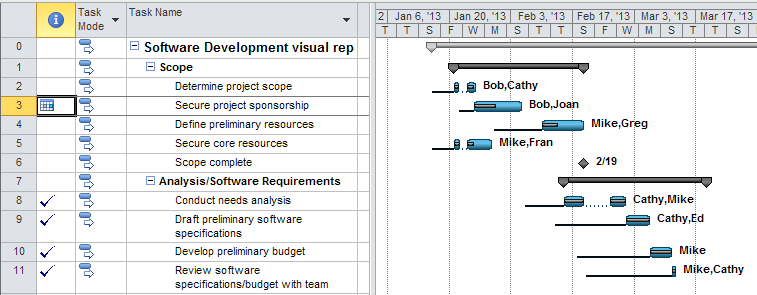 Task Mode
Task Name
2 Jan 6, '13 Jan 20, '13 Feb 3, '13 Feb 17, '13 Mar 3, '13 Mar 17, '13
T T S F W M S T T S F W M S T T S
0 Software Development visual rep
1 Scope
2 Determine project scope Bob,Cathy
3 Secure project sponsorship Bob,Joan
4 Define preliminary resources Mike,Greg
5 Secure core resources Mike,Fran
6 Scope complete 2/19
7 Analysis/Software Requirements
8 Conduct needs analysis Cathy,Mike
9 Draft preliminary software Cathy,Ed
specifications
10 Develop preliminary budget Mike
11 Review software Mike,Cathy
specifications/budget with team